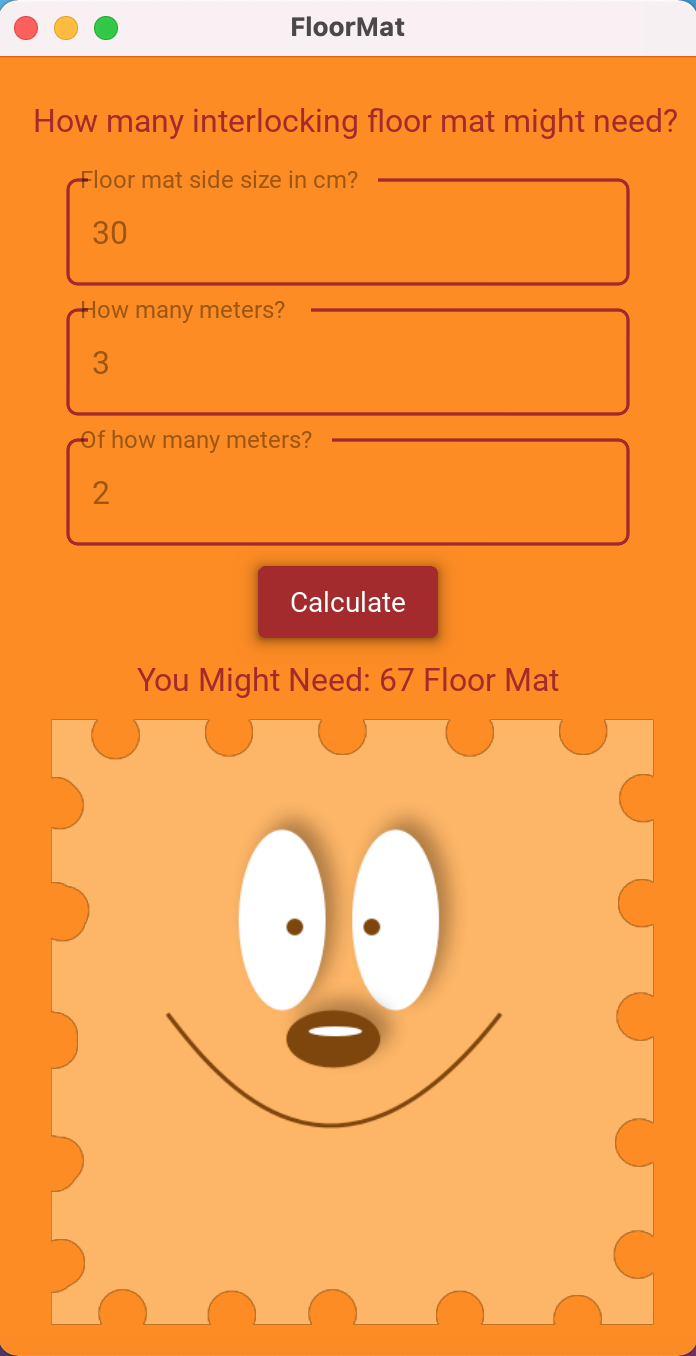 FloorMat
How many interlocking floor mat might need?
Floor mat side size in cm?
30
How many meters?
3
Of how many meters?
2
Calculate
You Might Need: 67 Floor Mat